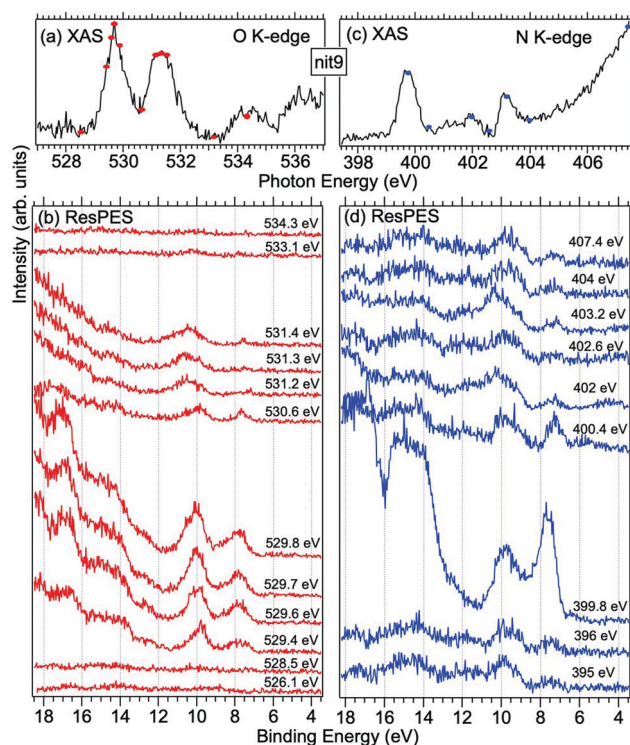 (a) XAS O K-edge
nit9
(c) XAS N K-edge
528 530 532 534 536
398 400 402 404 406
Photon Energy (eV)
Intensity (arb. units)
(b) ResPES
534.3 eV
533.1 eV
531.4 eV
531.3 eV
531.2 eV
530.6 eV
529.8 eV
529.7 eV
529.6 eV
529.4 eV
528.5 eV
526.1 eV
18 16 14 12 10 8 6 4
(d) ResPES
407.4 eV
404 eV
403.2 eV
402.6 eV
402 eV
400.4 eV
399.8 eV
396 eV
395 eV
18 16 14 12 10 8 6 4
Binding Energy (eV)